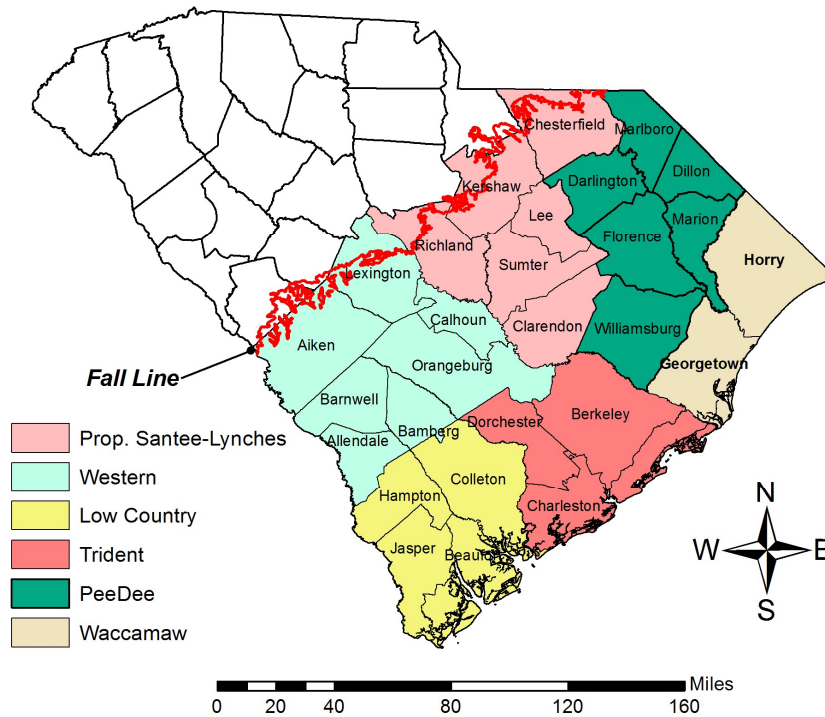 Chesterfield
Marlboro
Darlington
Dillon
Kershaw
Lee
Marion
Florence
Richland
Horry
Lexington
Sumter
Calhoun
Clarendon
Williamsburg
Aiken
Orangeburg
Georgetown
Fall Line
Barnwell
Berkeley
Dorchester
Bamberg
Allendale
Colleton
Hampton
Charleston
Jasper
Beaufort
Prop. Santee-Lynches
Western
Low Country
Trident
PeeDee
Waccamaw
N
W
E
S
Miles
0 10 20 30 40 80 120 160